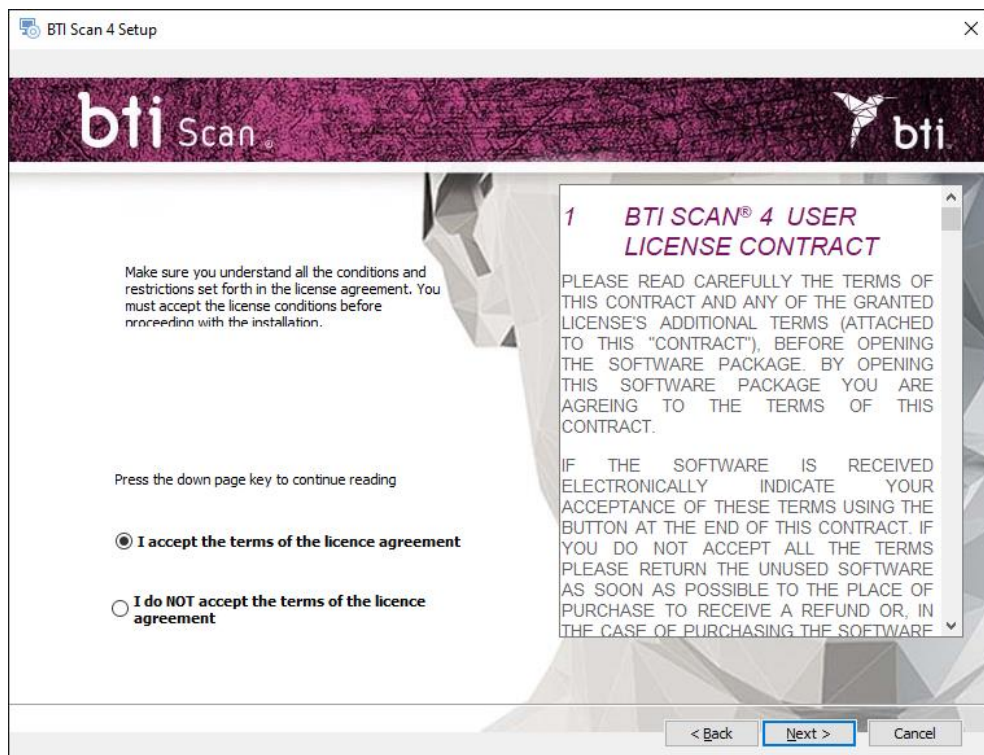 BTI Scan 4 Setup
bti Scan®
bti
Make sure you understand all the conditions and
restrictions set forth in the license agreement. You
must accept the license conditions before
proceeding with the installation.
Press the down page key to continue reading
I accept the terms of the licence agreement
I do NOT accept the terms of the licence
agreement
1 BTI SCAN® 4 USER
LICENSE CONTRACT
PLEASE READ CAREFULLY THE TERMS OF
THIS CONTRACT AND ANY OF THE GRANTED
LICENSE'S ADDITIONAL TERMS (ATTACHED
TO THIS "CONTRACT"), BEFORE OPENING
THE SOFTWARE PACKAGE. BY OPENING
THIS SOFTWARE PACKAGE YOU ARE
AGREING TO THE TERMS OF THIS
CONTRACT.
IF THE SOFTWARE IS RECEIVED
ELECTRONICALLY INDICATE YOUR
ACCEPTANCE OF THESE TERMS USING THE
BUTTON AT THE END OF THIS CONTRACT. IF
YOU DO NOT ACCEPT ALL THE TERMS
PLEASE RETURN THE UNUSED SOFTWARE
AS SOON AS POSSIBLE TO THE PLACE OF
PURCHASE TO RECEIVE A REFUND OR, IN
THE CASE OF PURCHASING THE SOFTWARE
< Back
Next >
Cancel